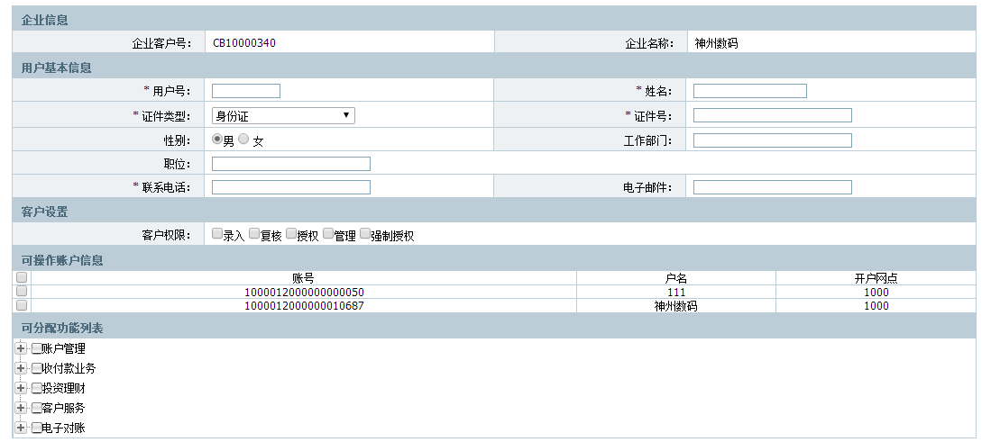 企业信息
企业客户号： CB10000340 企业名称： 神州数码
用户基本信息
* 用户号： * 姓名：
* 证件类型： 身份证 * 证件号：
性别： 男 女 工作部门：
职位：
* 联系电话： 电子邮件：
客户设置
客户权限： 录入 复核 授权 管理 强制授权
可操作账户信息
账号 户名 开户网点
1000012000000000050 111 1000
1000012000000010687 神州数码 1000
可分配功能列表
账户管理
收付款业务
投资理财
客户服务
电子对账